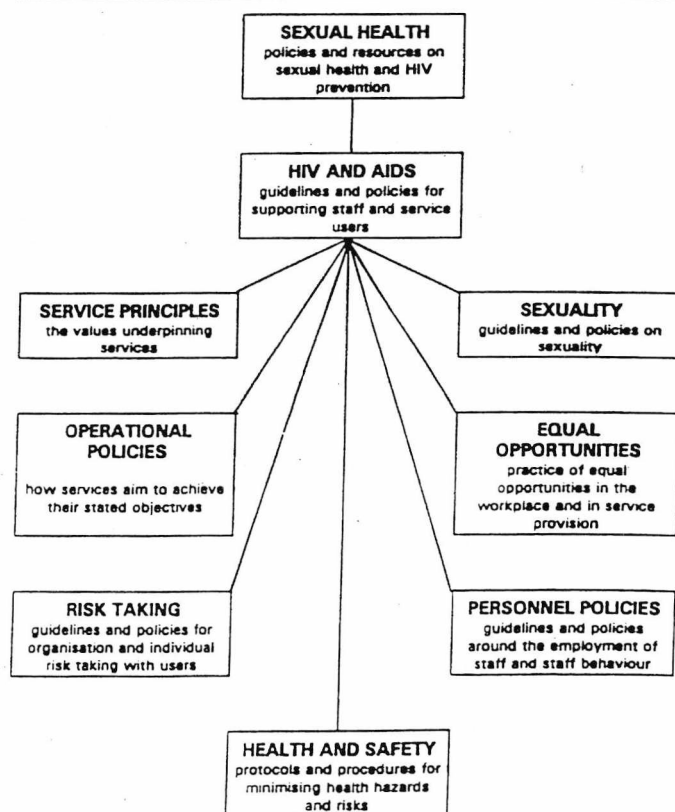 SEXUAL HEALTH
policies and resources on
sexual health and HIV
prevention
HIV AND AIDS
guidelines and policies for
supporting staff and service
users
SERVICE PRINCIPLES
the values underpinning
services
SEXUALITY
guidelines and policies on
sexuality
OPERATIONAL
POLICIES
how services aim to achieve
their stated objectives
EQUAL
OPPORTUNITIES
practice of equal
opportunities in the
workplace and in service
provision
RISK TAKING
guidelines and policies for
organisation and individual
risk taking with users
PERSONNEL POLICIES
guidelines and policies
around the employment of
staff and staff behaviour
HEALTH AND SAFETY
protocols and procedures for
minimising health hazards
and risks